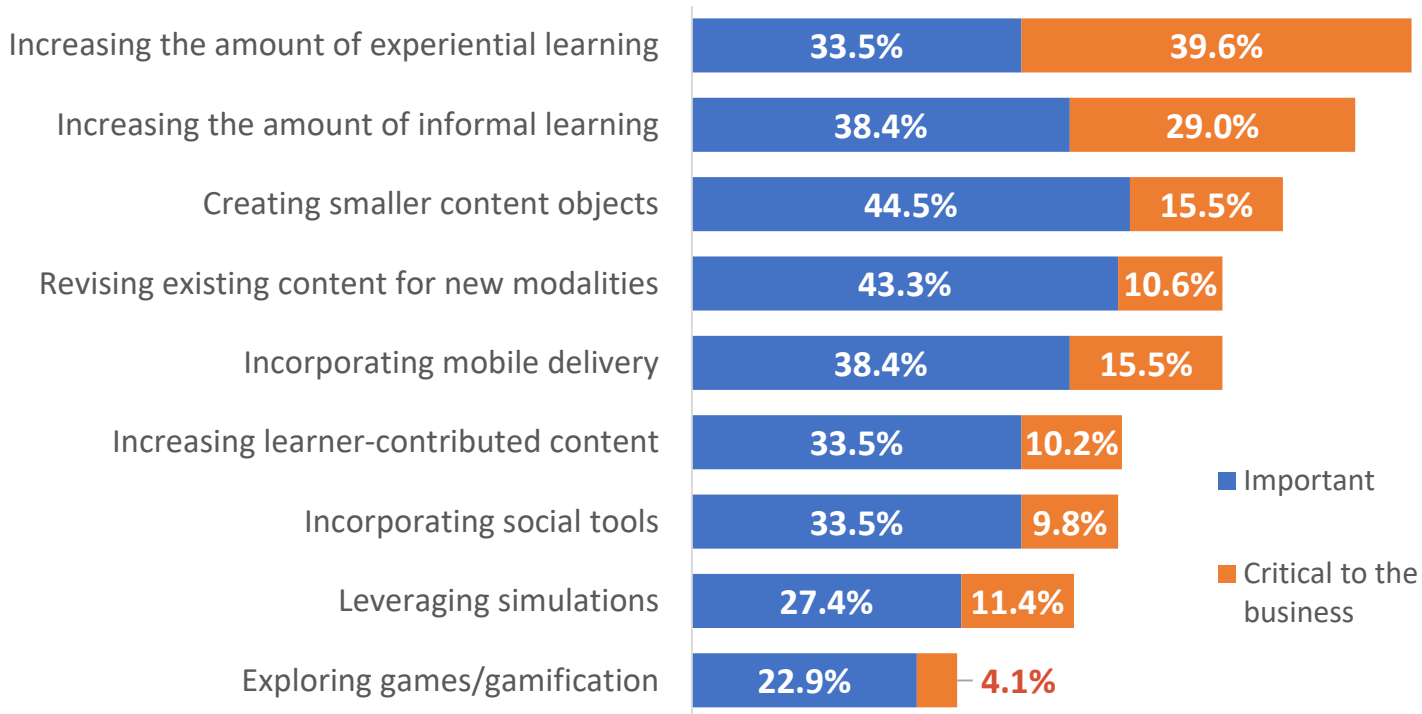 Increasing the amount of experiential learning 33.5% 39.6%
Increasing the amount of informal learning 38.4% 29.0%
Creating smaller content objects 44.5% 15.5%
Revising existing content for new modalities 43.3% 10.6%
Incorporating mobile delivery 38.4% 15.5%
Increasing learner-contributed content 33.5% 10.2%
Incorporating social tools 33.5% 9.8%
Leveraging simulations 27.4% 11.4%
Exploring games/gamification 22.9% 4.1%
Important
Critical to the
business